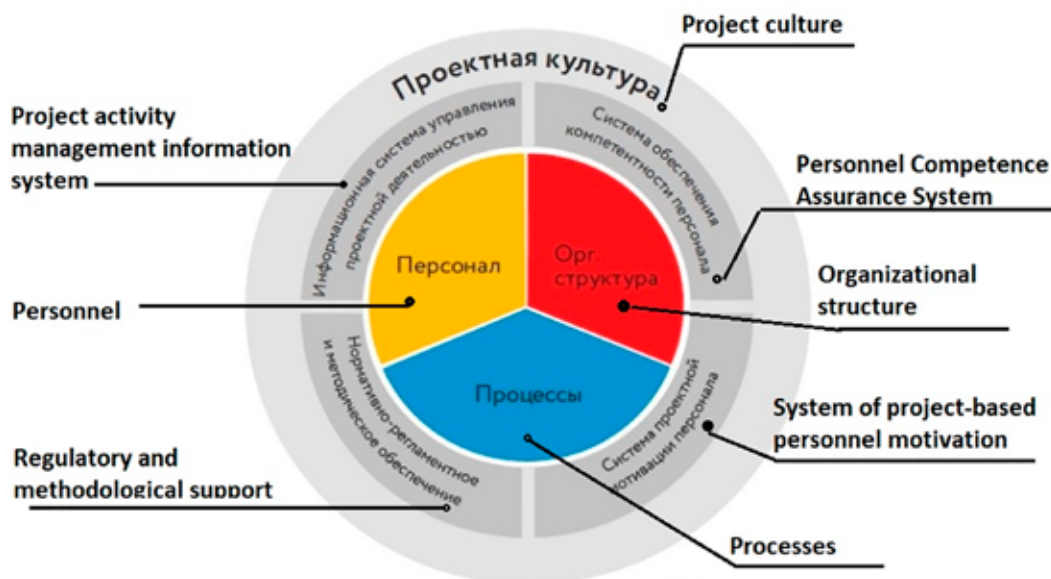 Project culture
Проектная культура
Project activity
management information
system
Информационная система управления
проектной деятельностью
Система обеспечения
компетентности персонала
Personnel Competence
Assurance System
Персонал
Орг.
структура
Organizational
structure
Personnel
Процессы
Нормативно-регламентное
и методическое обеспечение
Система проектной
мотивации персонала
System of project-based
personnel motivation
Regulatory and
methodological support
Processes